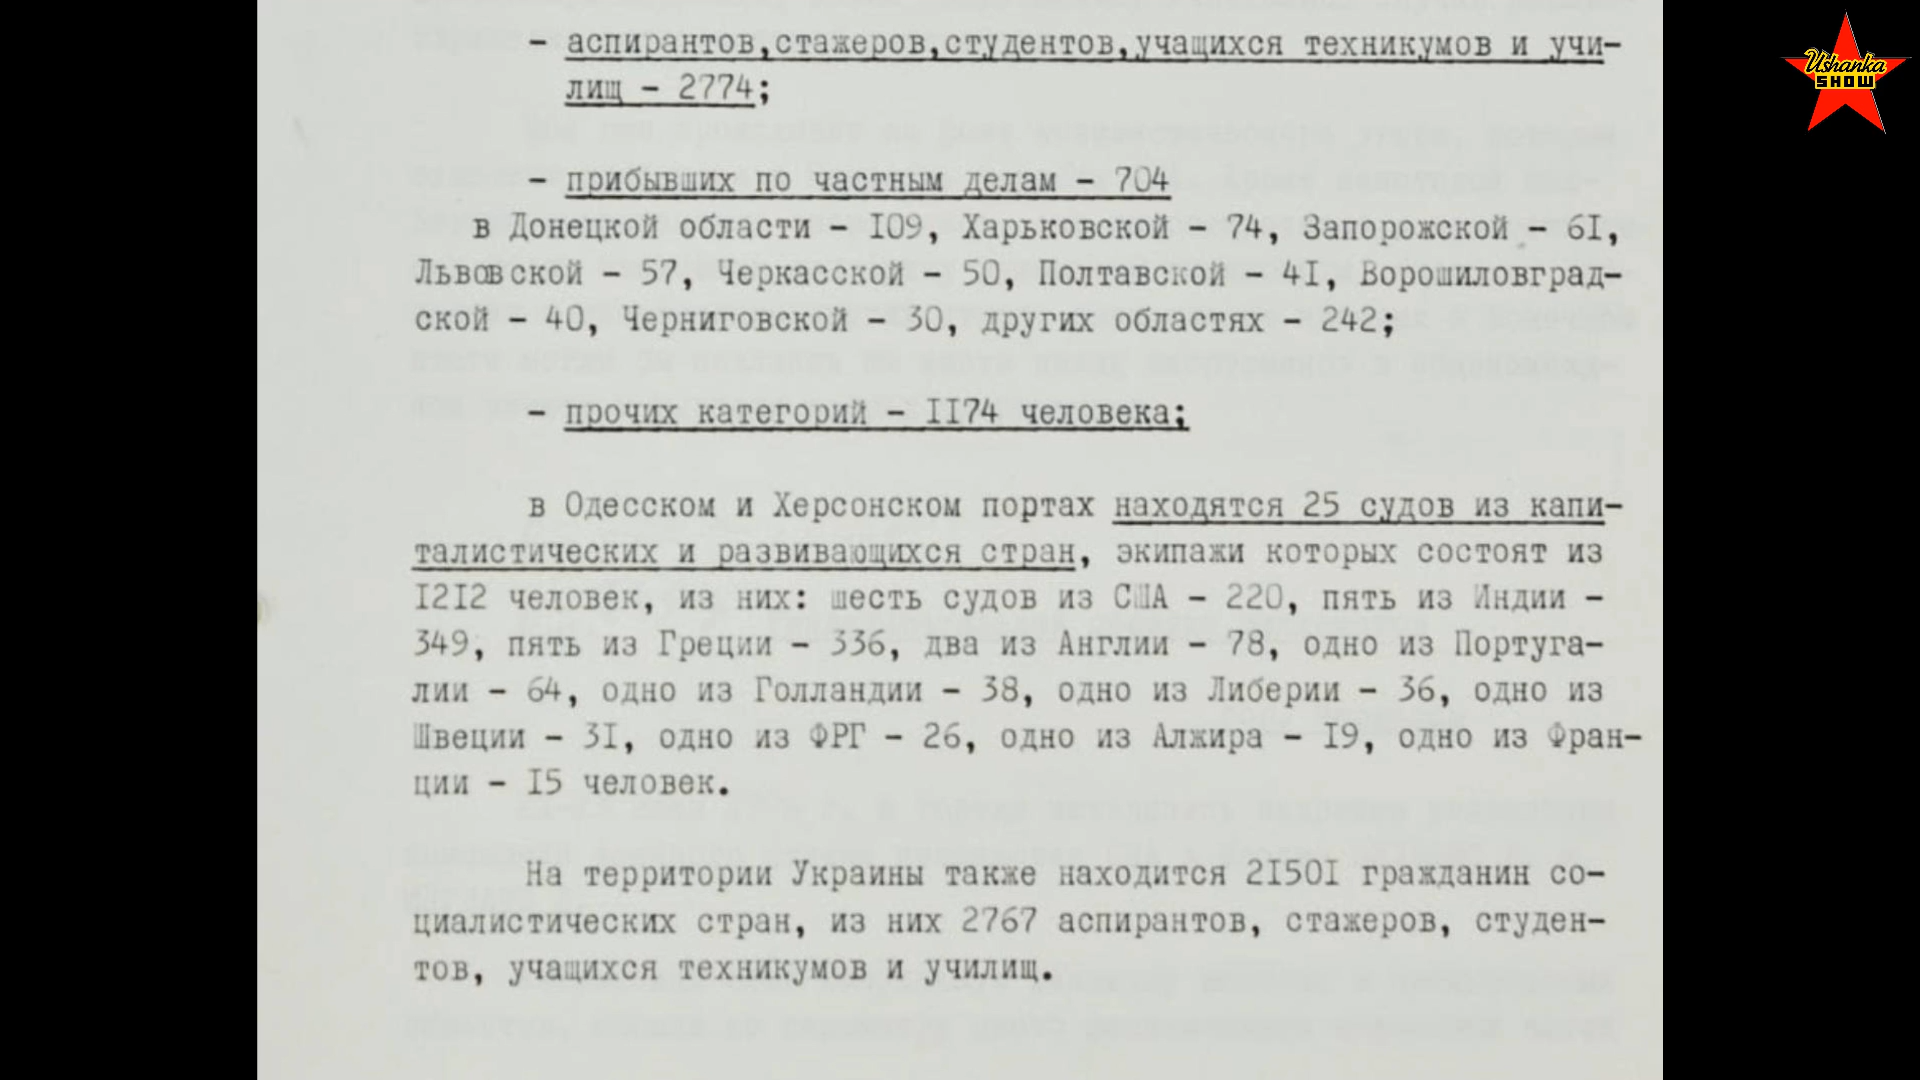 - аспирантов,стажеров,студентов,учащихся техникумов и учи-
лищ - 2774;
- прибывших по частным делам - 704
в Донецкой области - I09, Харьковской - 74, Запорожской - 6I,
Львовской - 57, Черкасской - 50, Полтавской - 4I, Ворошиловград-
ской - 40, Черниговской - 30, других областях - 242;
- прочих категорий - II74 человека;
в Одесском и Херсонском портах находятся 25 судов из капи-
талистических и развивающихся стран, экипажи которых состоят из
I2I2 человек, из них: шесть судов из США - 220, пять из Индии -
349, пять из Греции - 336, два из Англии - 78, одно из Португа-
лии - 64, одно из Голландии - 38, одно из Либерии - 36, одно из
Швеции - 3I, одно из ФРГ - 26, одно из Алжира - I9, одно из Фран-
ции - I5 человек.
На территории Украины также находится 2I50I гражданин со-
циалистических стран, из них 2767 аспирантов, стажеров, студен-
тов, учащихся техникумов и училищ.
Ushanka
SHOW